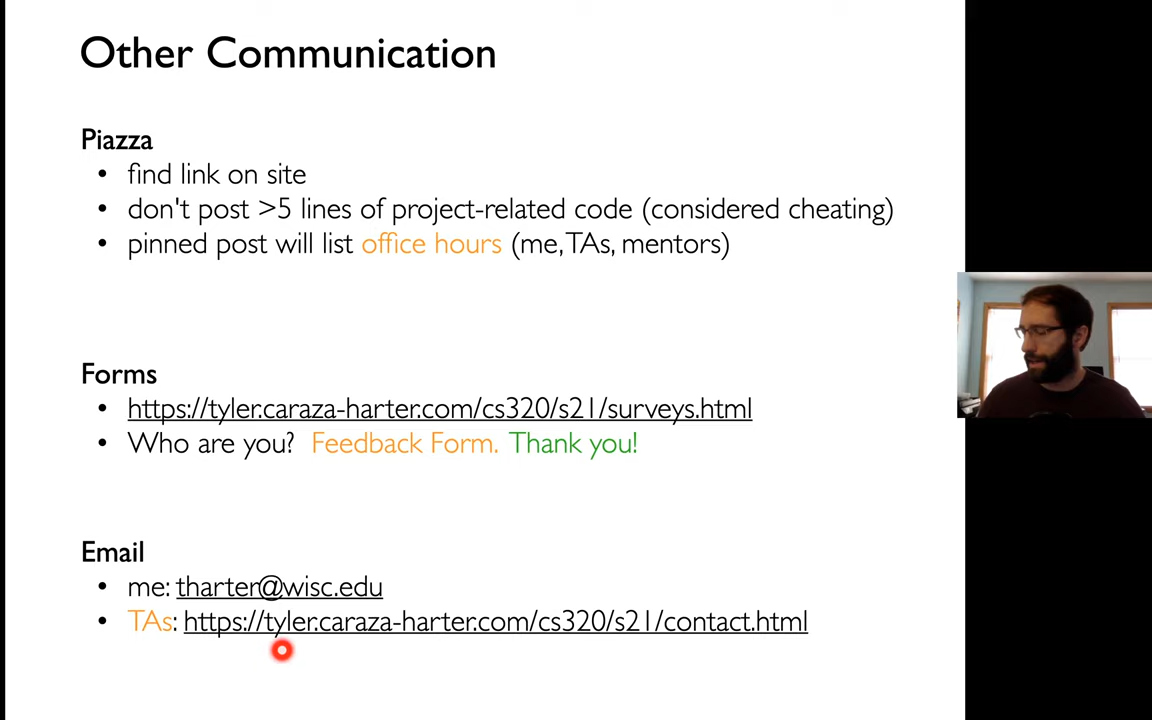 Other Communication
Piazza
• find link on site
• don't post >5 lines of project-related code (considered cheating)
• pinned post will list office hours (me, TAs, mentors)
Forms
• https://tyler.caraza-harter.com/cs320/s21/surveys.html
• Who are you? Feedback Form. Thank you!
Email
• me: tharter@wisc.edu
• TAs: https://tyler.caraza-harter.com/cs320/s21/contact.html